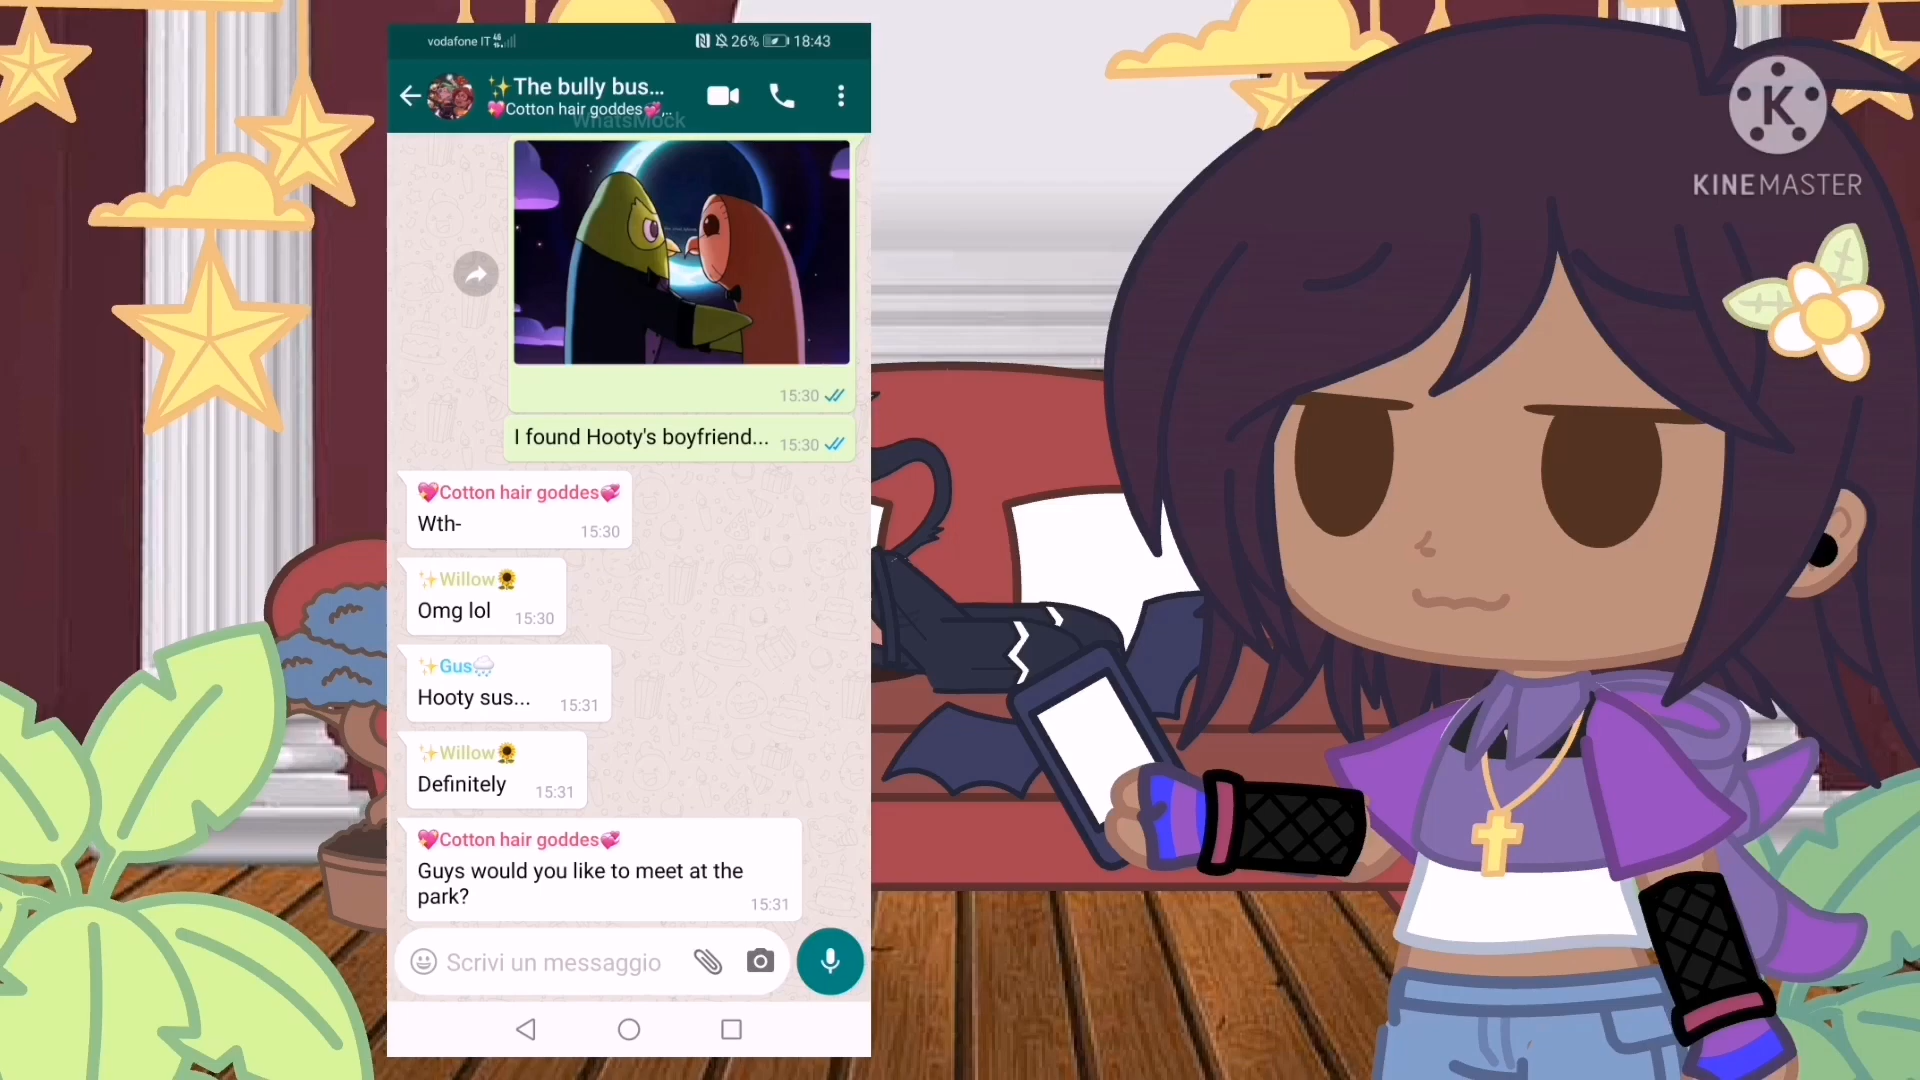 vodafone IT
26%
18:43
✨The bully bus...
💖Cotton hair goddes💞,..
WhatsMock
15:30
I found Hooty's boyfriend...
15:30
💖Cotton hair goddes💞
Wth-
15:30
✨Willow🌻
Omg lol
15:30
✨Gus🌧️
Hooty sus...
15:31
✨Willow🌻
Definitely
15:31
💖Cotton hair goddes💞
Guys would you like to meet at the
park?
15:31
Scrivi un messaggio
K
KINEMASTER